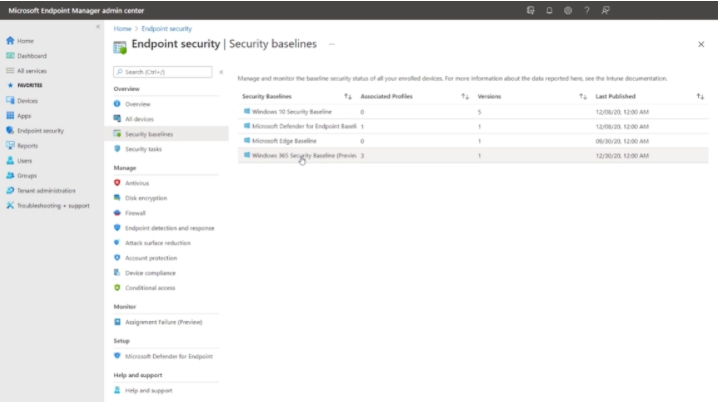 Microsoft Endpoint Manager admin center
Home
Dashboard
All services
FAVORITES
Devices
Apps
Endpoint security
Reports
Users
Groups
Tenant administration
Troubleshooting + support
Home > Endpoint security
Endpoint security | Security baselines ...
Search (Ctrl+/)
Overview
Overview
All devices
Security baselines
Security tasks
Manage
Antivirus
Disk encryption
Firewall
Endpoint detection and response
Attack surface reduction
Account protection
Device compliance
Conditional access
Monitor
Assignment Failure (Preview)
Setup
Microsoft Defender for Endpoint
Help and support
Help and support
Manage and monitor the baseline security status of all your enrolled devices. For more information about the data reported here, see the Intune documentation.
Security Baselines Associated Profiles Versions Last Published
Windows 10 Security Baseline 0 5 12/08/20, 12:00 AM
Microsoft Defender for Endpoint Baseli 1 1 12/08/20, 12:00 AM
Microsoft Edge Baseline 0 1 09/30/20, 12:00 AM
Windows 365 Security Baseline (Previe 3 1 12/30/20, 12:00 AM